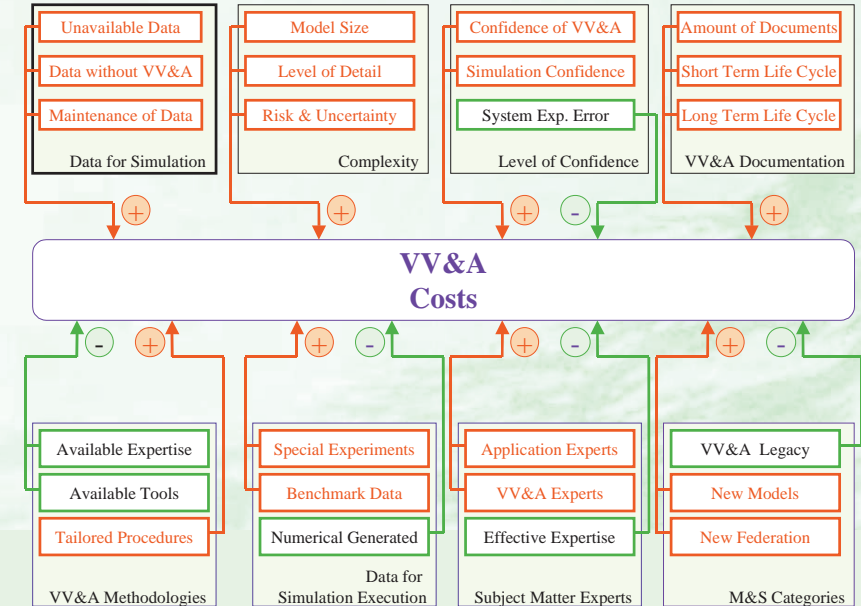 Unavailable Data
Data without VV&A
Maintenance of Data
Data for Simulation
Model Size
Level of Detail
Risk & Uncertainty
Complexity
Confidence of VV&A
Simulation Confidence
System Exp. Error
Level of Confidence
Amount of Documents
Short Term Life Cycle
Long Term Life Cycle
VV&A Documentation
+
+
+
-
+
VV&A
Costs
-
+
+
-
+
-
+
-
Available Expertise
Available Tools
Tailored Procedures
VV&A Methodologies
Special Experiments
Benchmark Data
Numerical Generated
Data for
Simulation Execution
Application Experts
VV&A Experts
Effective Expertise
Subject Matter Experts
VV&A Legacy
New Models
New Federation
M&S Categories